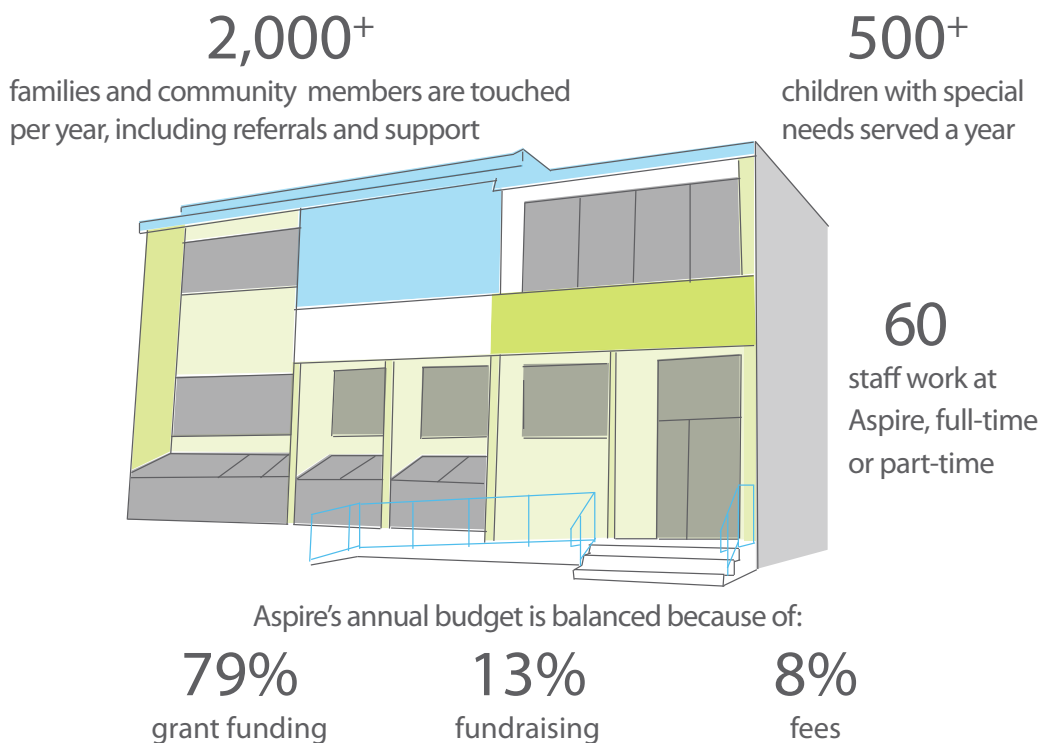 2,000+
families and community members are touched
per year, including referrals and support
500+
children with special
needs served a year
60
staff work at
Aspire, full-time
or part-time
Aspire’s annual budget is balanced because of:
79%
grant funding
13%
fundraising
8%
fees